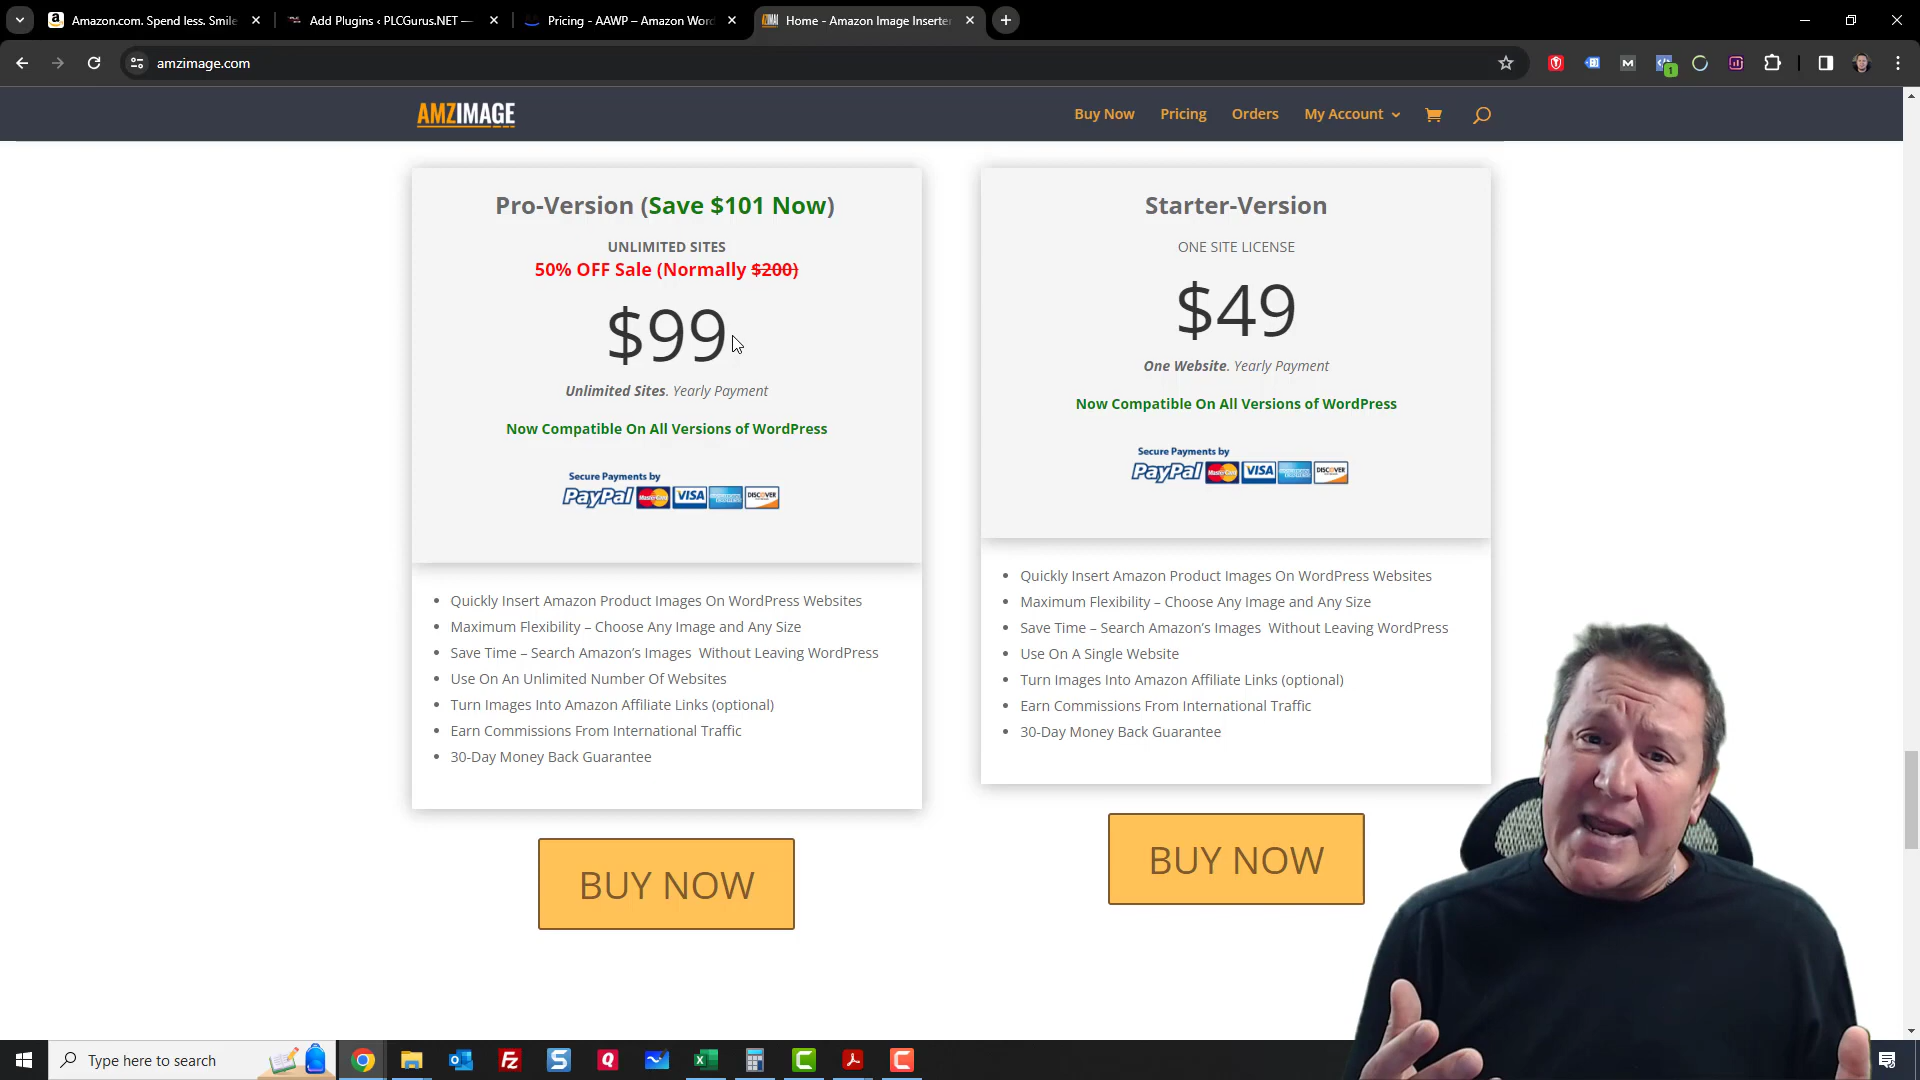 Amazon.com. Spend less. Smile
Add Plugins ‹ PLCGurus.NET —
Pricing - AAWP – Amazon Word
Home - Amazon Image Inserter
amzimage.com
1
AMZIMAGE
Buy Now
Pricing
Orders
My Account
Pro-Version (Save $101 Now)
UNLIMITED SITES
50% OFF Sale (Normally $200)
$99
Unlimited Sites. Yearly Payment
Now Compatible On All Versions of WordPress
Secure Payments by
PayPal MasterCard VISA DISCOVER
Quickly Insert Amazon Product Images On WordPress Websites
Maximum Flexibility – Choose Any Image and Any Size
Save Time – Search Amazon's Images Without Leaving WordPress
Use On An Unlimited Number Of Websites
Turn Images Into Amazon Affiliate Links (optional)
Earn Commissions From International Traffic
30-Day Money Back Guarantee
BUY NOW
Starter-Version
ONE SITE LICENSE
$49
One Website. Yearly Payment
Now Compatible On All Versions of WordPress
Secure Payments by
PayPal MasterCard VISA DISCOVER
Quickly Insert Amazon Product Images On WordPress Websites
Maximum Flexibility – Choose Any Image and Any Size
Save Time – Search Amazon's Images Without Leaving WordPress
Use On A Single Website
Turn Images Into Amazon Affiliate Links (optional)
Earn Commissions From International Traffic
30-Day Money Back Guarantee
BUY NOW
Type here to search